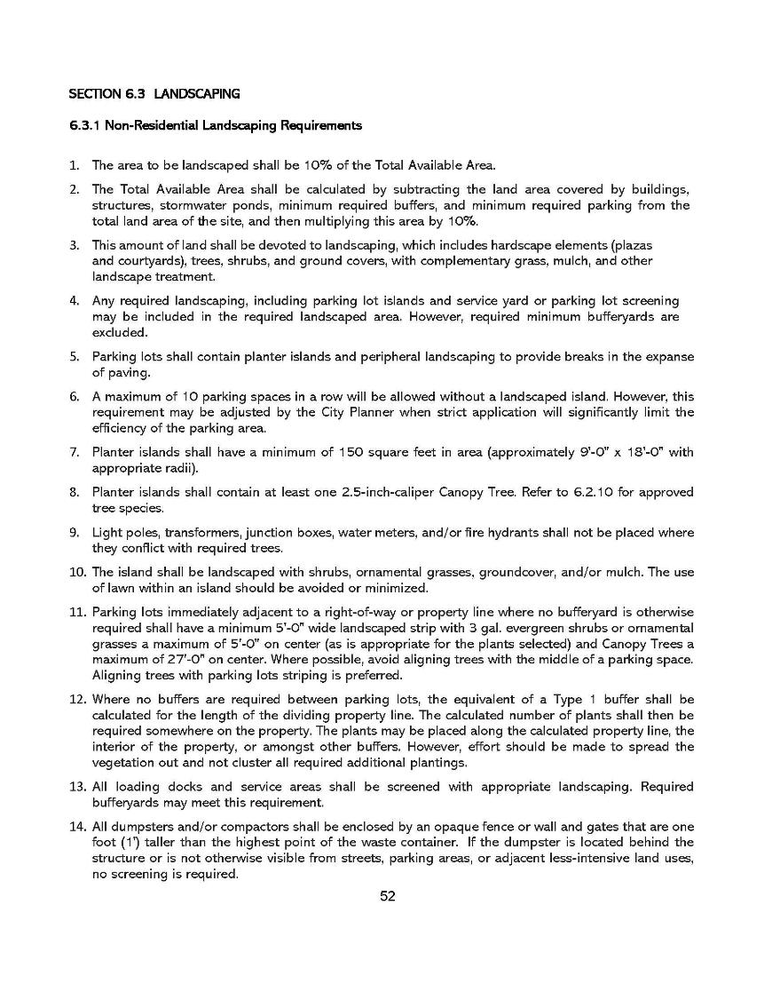 SECTION 6.3 LANDSCAPING
6.3.1 Non-Residential Landscaping Requirements
1. The area to be landscaped shall be 10% of the Total Available Area.
2. The Total Available Area shall be calculated by subtracting the land area covered by buildings,
structures, stormwater ponds, minimum required buffers, and minimum required parking from the
total land area of the site, and then multiplying this area by 10%.
3. This amount of land shall be devoted to landscaping, which includes hardscape elements (plazas
and courtyards), trees, shrubs, and ground covers, with complementary grass, mulch, and other
landscape treatment.
4. Any required landscaping, including parking lot islands and service yard or parking lot screening
may be included in the required landscaped area. However, required minimum bufferyards are
excluded.
5. Parking lots shall contain planter islands and peripheral landscaping to provide breaks in the expanse
of paving.
6. A maximum of 10 parking spaces in a row will be allowed without a landscaped island. However, this
requirement may be adjusted by the City Planner when strict application will significantly limit the
efficiency of the parking area.
7. Planter islands shall have a minimum of 150 square feet in area (approximately 9'-0" x 18'-0" with
appropriate radii).
8. Planter islands shall contain at least one 2.5-inch-caliper Canopy Tree. Refer to 6.2.10 for approved
tree species.
9. Light poles, transformers, junction boxes, water meters, and/or fire hydrants shall not be placed where
they conflict with required trees.
10. The island shall be landscaped with shrubs, ornamental grasses, groundcover, and/or mulch. The use
of lawn within an island should be avoided or minimized.
11. Parking lots immediately adjacent to a right-of-way or property line where no bufferyard is otherwise
required shall have a minimum 5'-0" wide landscaped strip with 3 gal. evergreen shrubs or ornamental
grasses a maximum of 5'-0" on center (as is appropriate for the plants selected) and Canopy Trees a
maximum of 27'-0" on center. Where possible, avoid aligning trees with the middle of a parking space.
Aligning trees with parking lots striping is preferred.
12. Where no buffers are required between parking lots, the equivalent of a Type 1 buffer shall be
calculated for the length of the dividing property line. The calculated number of plants shall then be
required somewhere on the property. The plants may be placed along the calculated property line, the
interior of the property, or amongst other buffers. However, effort should be made to spread the
vegetation out and not cluster all required additional plantings.
13. All loading docks and service areas shall be screened with appropriate landscaping. Required
bufferyards may meet this requirement.
14. All dumpsters and/or compactors shall be enclosed by an opaque fence or wall and gates that are one
foot (1') taller than the highest point of the waste container. If the dumpster is located behind the
structure or is not otherwise visible from streets, parking areas, or adjacent less-intensive land uses,
no screening is required.
52